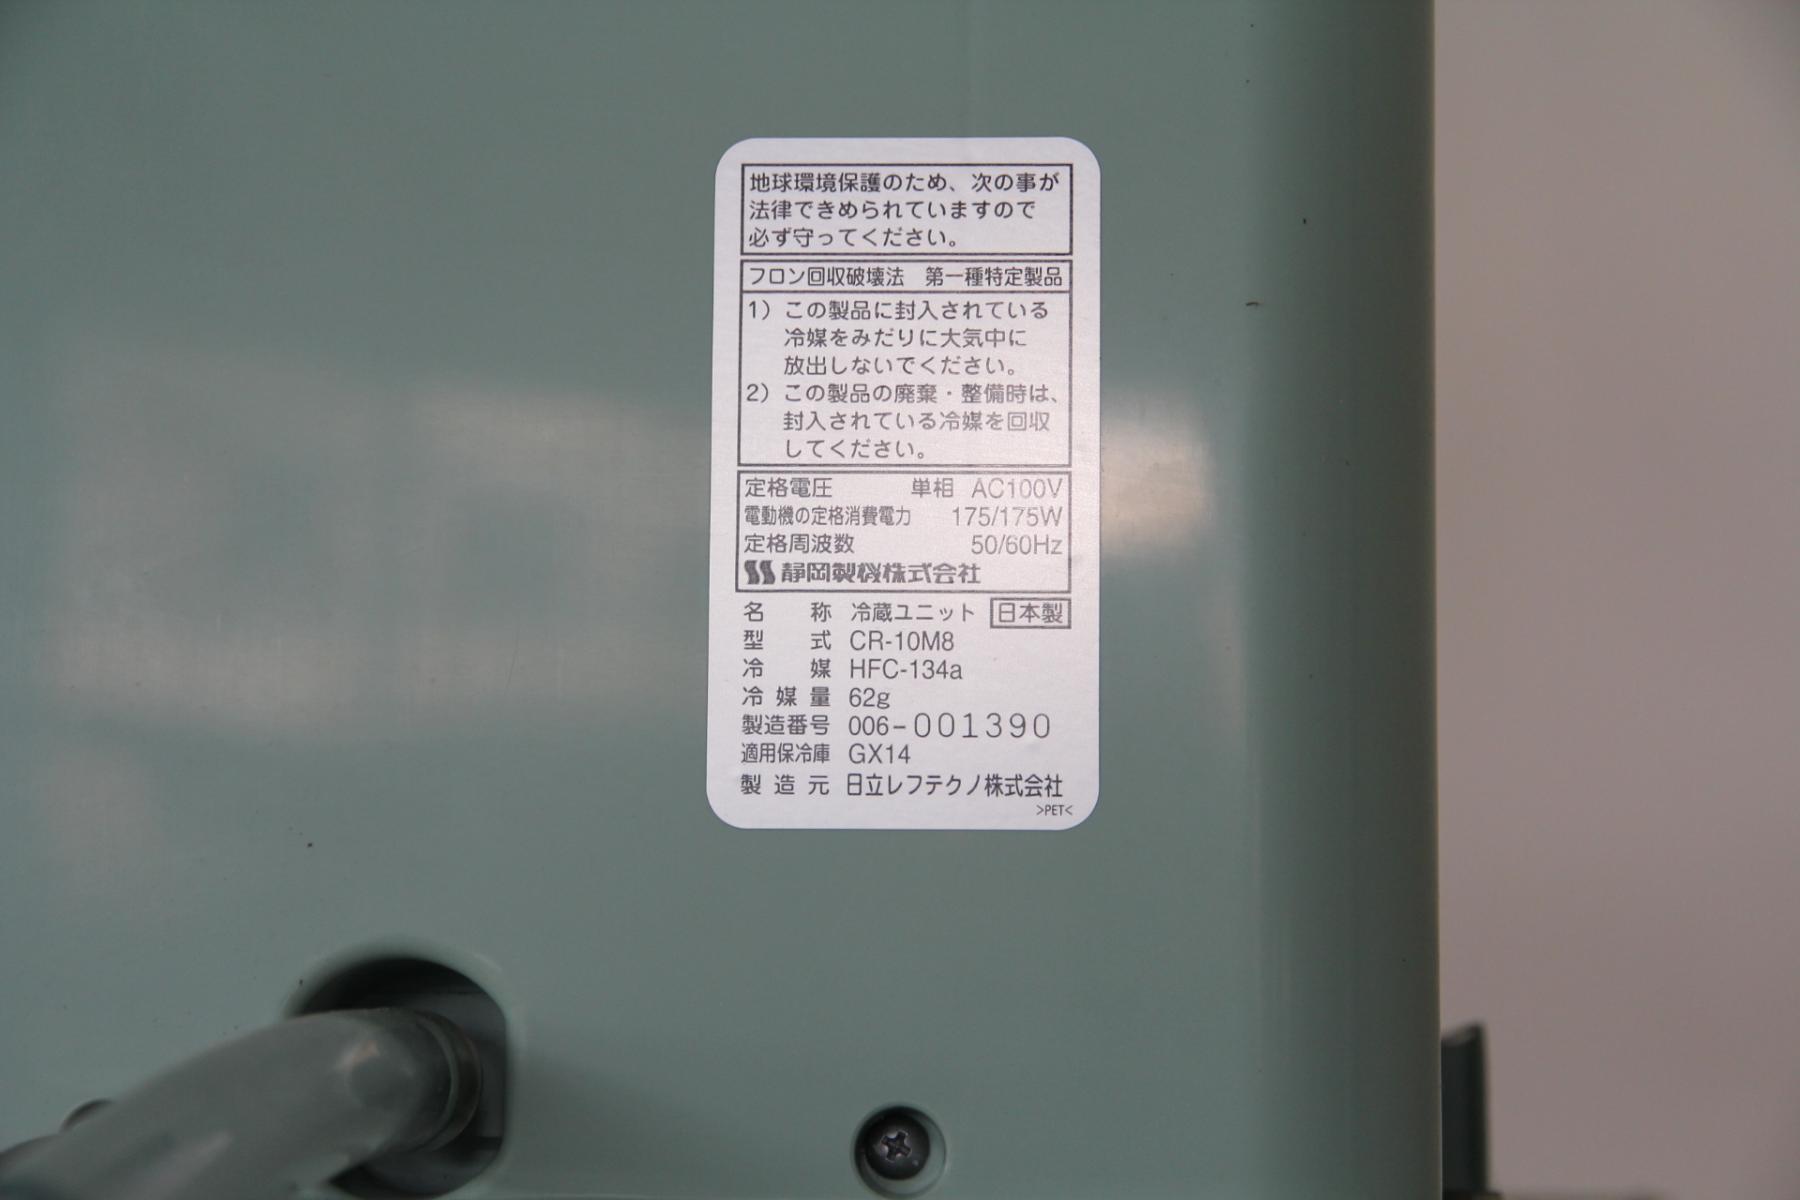 地球環境保護のため、次の事が
法律できめられていますので
必ず守ってください。
フロン回収破壊法　第一種特定製品
1）この製品に封入されている
冷媒をみだりに大気中に
放出しないでください。
2）この製品の廃棄・整備時は、
封入されている冷媒を回収
してください。
定格電圧　単相　AC100V
電動機の定格消費電力　175/175W
定格周波数　50/60Hz
静岡製機株式会社
名称　冷蔵ユニット　日本製
型式　CR-10M8
冷媒　HFC-134a
冷媒量　62g
製造番号　006-001390
適用保冷庫　GX14
製造元　日立レフテクノ株式会社
>PET<